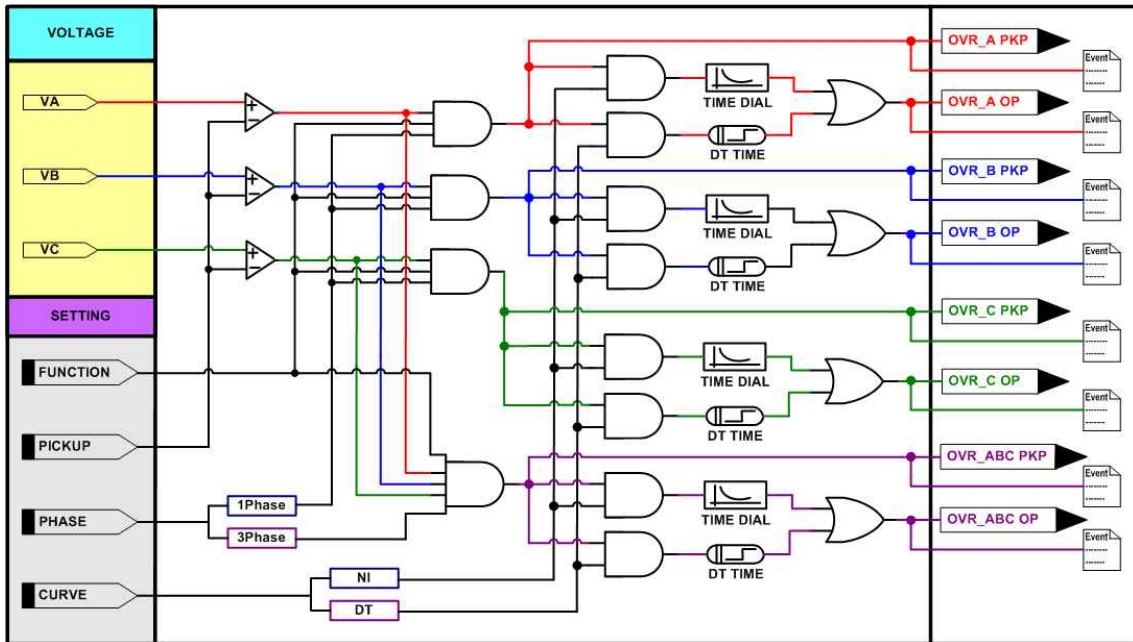 VOLTAGE
VA
VB
VC
SETTING
FUNCTION
PICKUP
PHASE
1Phase
3Phase
CURVE
NI
DT
TIME DIAL
DT TIME
TIME DIAL
DT TIME
TIME DIAL
DT TIME
TIME DIAL
DT TIME
OVR_A PKP
Event
OVR_A OP
Event
OVR_B PKP
Event
OVR_B OP
Event
OVR_C PKP
Event
OVR_C OP
Event
OVR_ABC PKP
Event
OVR_ABC OP
Event